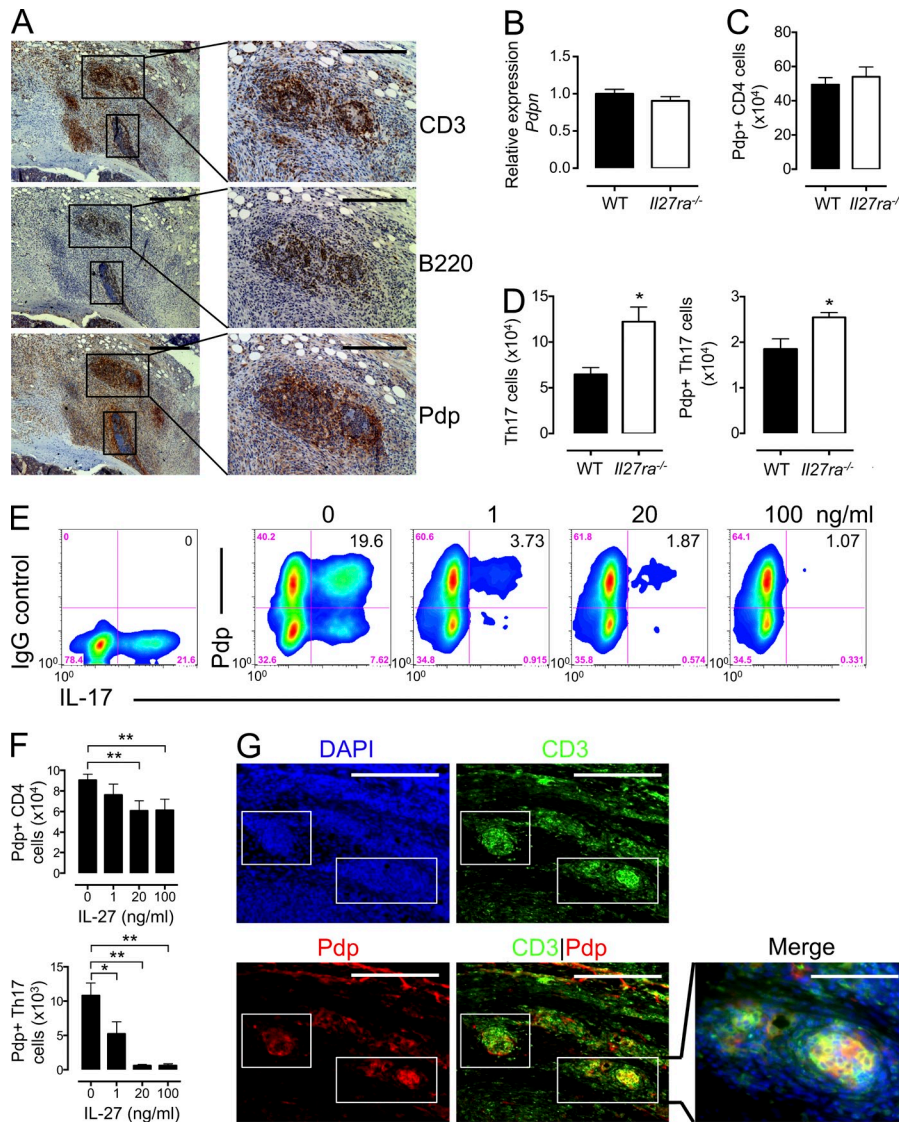 A
CD3
B220
Pdp
B
Relative expression
Pdpn
1.5
1.0
0.5
0.0
WT Il27ra-/-
C
Pdp+ CD4 cells
(x10⁴)
80
60
40
20
0
WT Il27ra-/-
D
Th17 cells (x10⁴)
15
10
5
0
*
WT Il27ra-/-
Pdp+ Th17 cells
(x10⁴)
3
2
1
0
*
WT Il27ra-/-
E
0 1 20 100 ng/ml
IgG control
0 0
78.4 21.6
10⁰
10⁰
Pdp
40.2 19.6
32.6 7.62
10⁰
10⁰
60.6 3.73
34.8 0.915
10⁰
10⁰
61.8 1.87
35.8 0.574
10⁰
10⁰
64.1 1.07
34.5 0.331
10⁰
10⁰
IL-17
F
Pdp+ CD4
cells (x10⁴)
10
8
6
4
2
0
**
**
0 1 20 100
IL-27 (ng/ml)
Pdp+ Th17
cells (x10³)
15
10
5
0
**
**
*
0 1 20 100
IL-27 (ng/ml)
G
DAPI
CD3
Pdp
CD3|Pdp
Merge